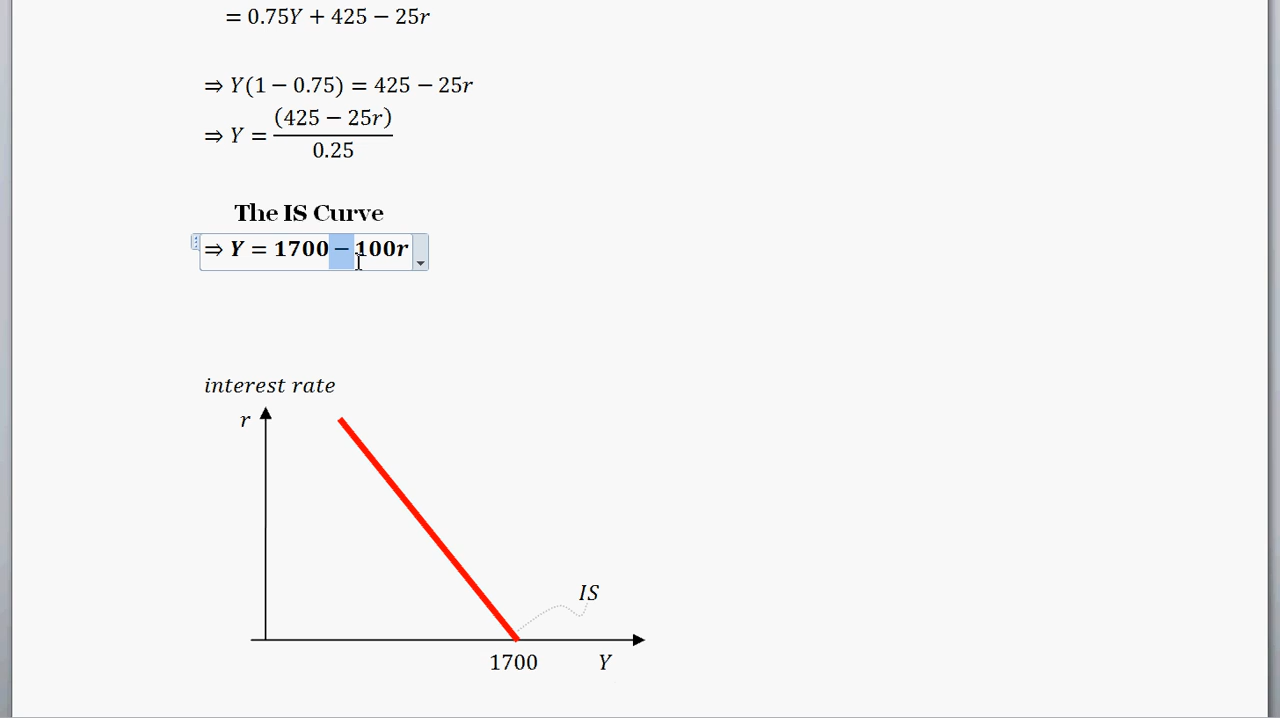 = 0.75Y + 425 − 25r
⇒ Y(1 − 0.75) = 425 − 25r
⇒ Y = (425 − 25r) / 0.25
The IS Curve
⇒ Y = 1700 − 100r
interest rate
r
IS
1700 Y